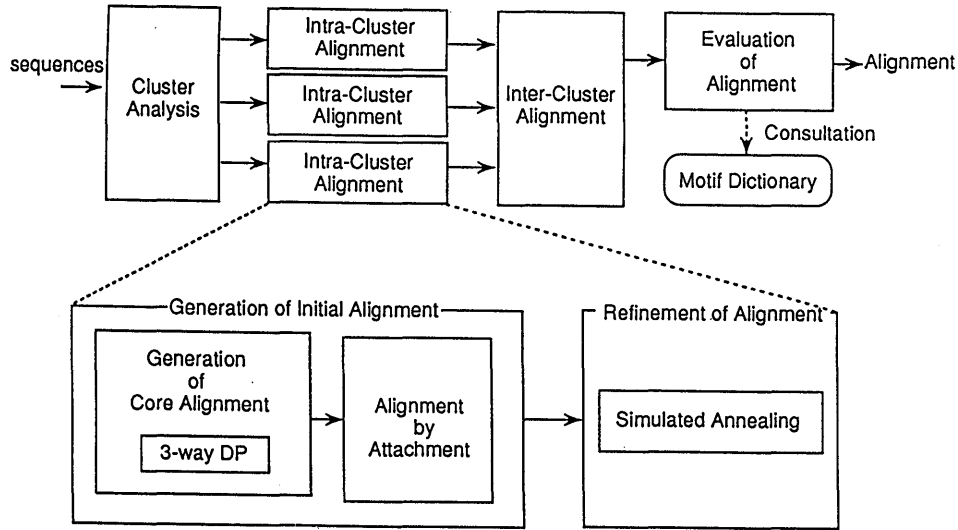 sequences
Cluster
Analysis
Intra-Cluster
Alignment
Intra-Cluster
Alignment
Intra-Cluster
Alignment
Inter-Cluster
Alignment
Evaluation
of
Alignment
Alignment
Consultation
Motif Dictionary
Generation of Initial Alignment
Generation
of
Core Alignment
3-way DP
Alignment
by
Attachment
Refinement of Alignment
Simulated Annealing